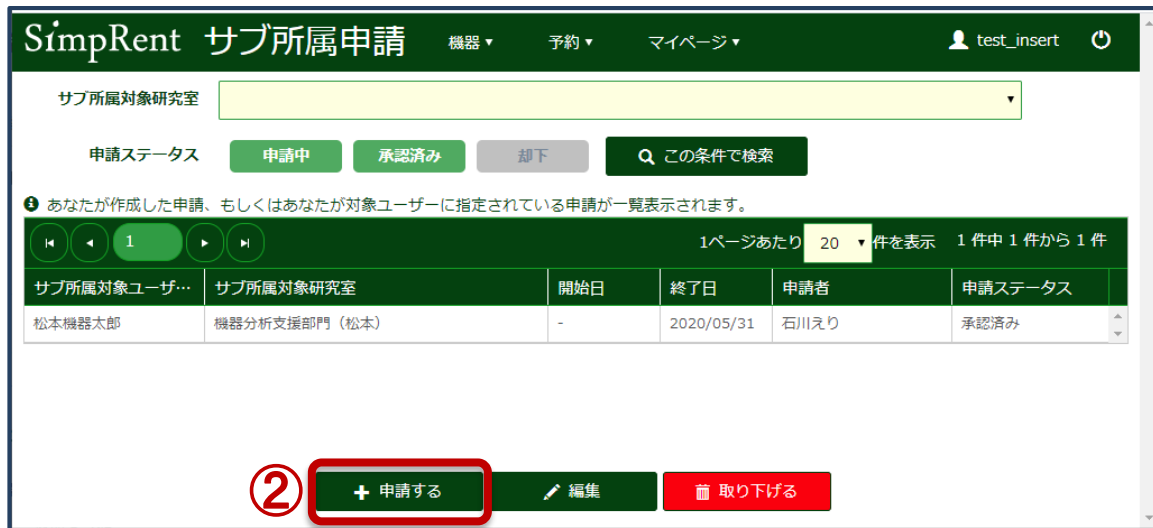 SimpRent サブ所属申請 機器▼ 予約▼ マイページ▼ test_insert
サブ所属対象研究室
申請ステータス 申請中 承認済み 却下 この条件で検索
あなたが作成した申請、もしくはあなたが対象ユーザーに指定されている申請が一覧表示されます。
1 1ページあたり 20 ▼件を表示 1 件中 1 件から 1 件
サブ所属対象ユーザ… サブ所属対象研究室 開始日 終了日 申請者 申請ステータス
松本機器太郎 機器分析支援部門（松本） - 2020/05/31 石川えり 承認済み
② + 申請する 編集 取り下げる